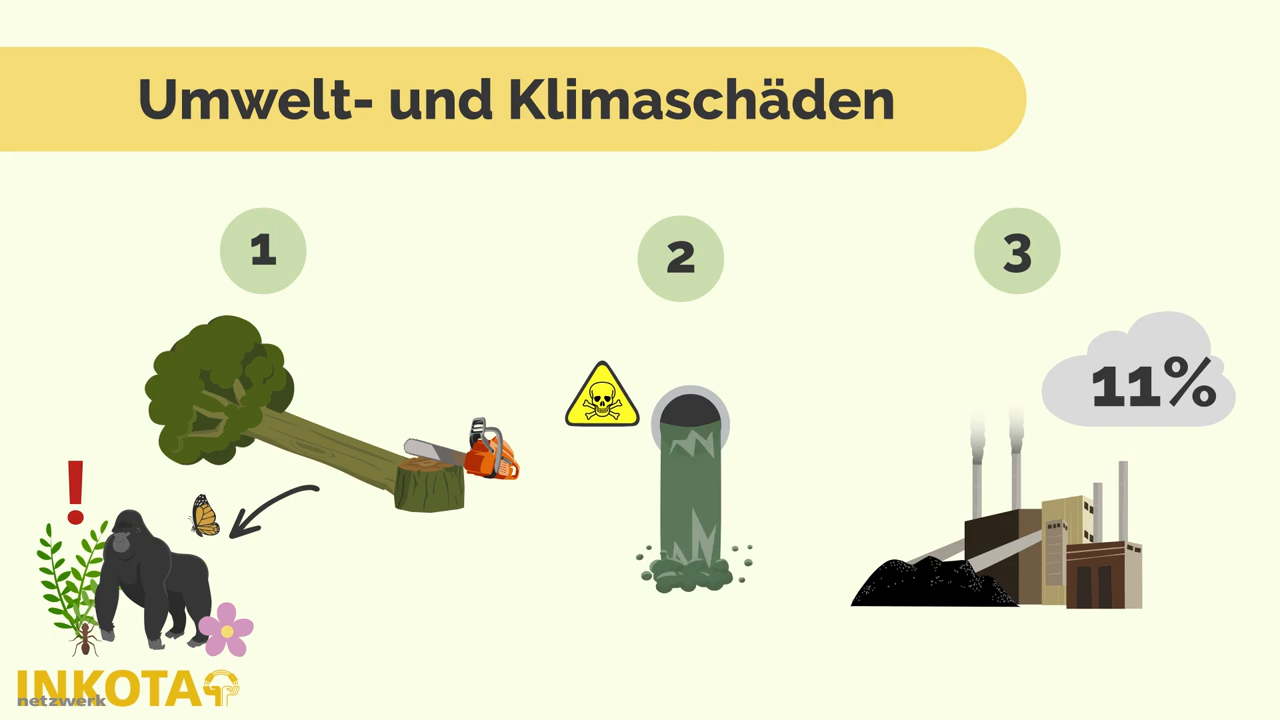 Umwelt- und Klimaschäden
1
2
3
11%
!
INKOTA
netzwerk